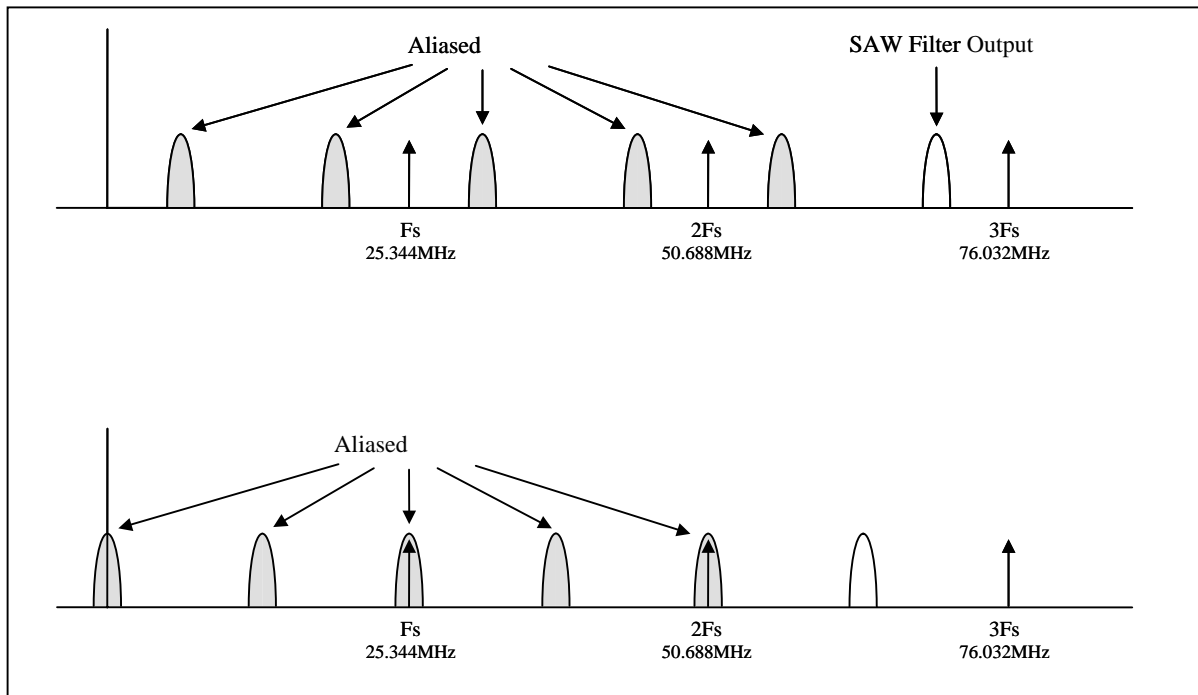 Aliased
SAW Filter Output
Fs
25.344MHz
2Fs
50.688MHz
3Fs
76.032MHz
Aliased
Fs
25.344MHz
2Fs
50.688MHz
3Fs
76.032MHz